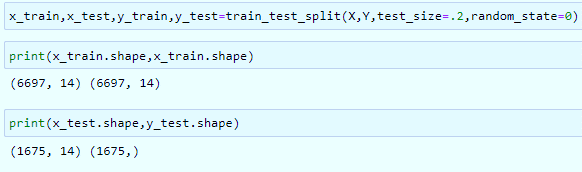 x_train,x_test,y_train,y_test=train_test_split(X,Y,test_size=.2,random_state=0)
print(x_train.shape,x_train.shape)
(6697, 14) (6697, 14)
print(x_test.shape,y_test.shape)
(1675, 14) (1675,)